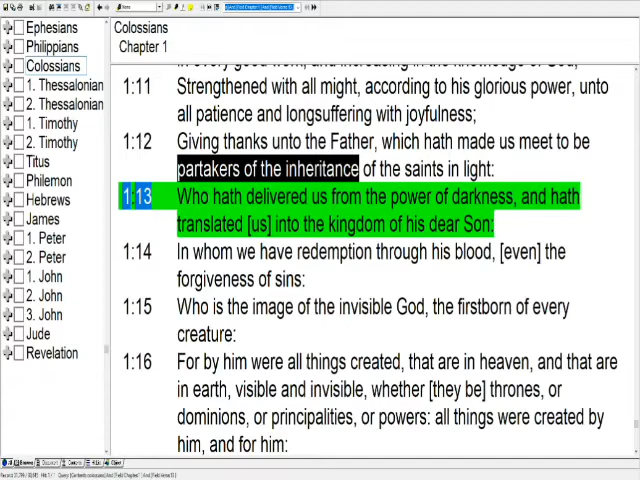 Ephesians
Philippians
Colossians
1. Thessalonian
2. Thessalonian
1. Timothy
2. Timothy
Titus
Philemon
Hebrews
James
1. Peter
2. Peter
1. John
2. John
3. John
Jude
Revelation
Colossians
Chapter 1
1:11 Strengthened with all might, according to his glorious power, unto
all patience and longsuffering with joyfulness;
1:12 Giving thanks unto the Father, which hath made us meet to be
partakers of the inheritance of the saints in light:
1:13 Who hath delivered us from the power of darkness, and hath
translated [us] into the kingdom of his dear Son:
1:14 In whom we have redemption through his blood, [even] the
forgiveness of sins:
1:15 Who is the image of the invisible God, the firstborn of every
creature:
1:16 For by him were all things created, that are in heaven, and that are
in earth, visible and invisible, whether [they be] thrones, or
dominions, or principalities, or powers: all things were created by
him, and for him: